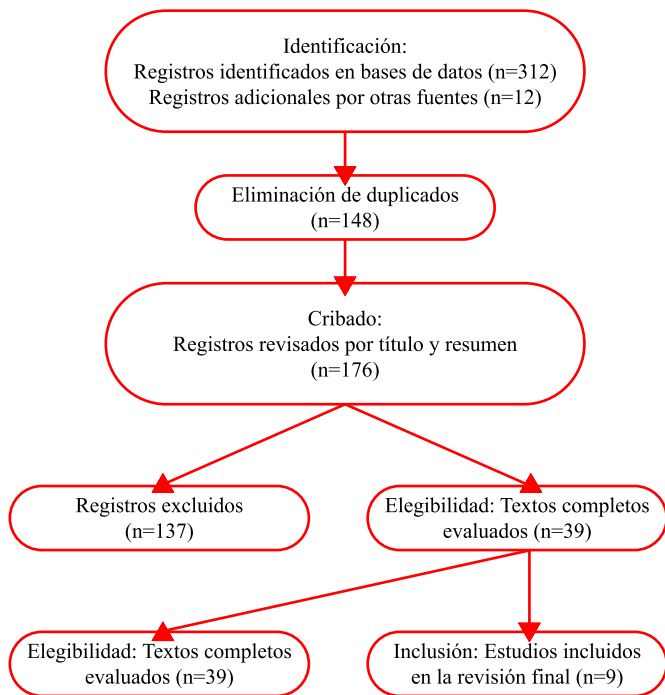 Identificación:
Registros identificados en bases de datos (n=312)
Registros adicionales por otras fuentes (n=12)
Eliminación de duplicados
(n=148)
Cribado:
Registros revisados por título y resumen
(n=176)
Registros excluidos
(n=137)
Elegibilidad: Textos completos
evaluados (n=39)
Elegibilidad: Textos completos
evaluados (n=39)
Inclusión: Estudios incluidos
en la revisión final (n=9)